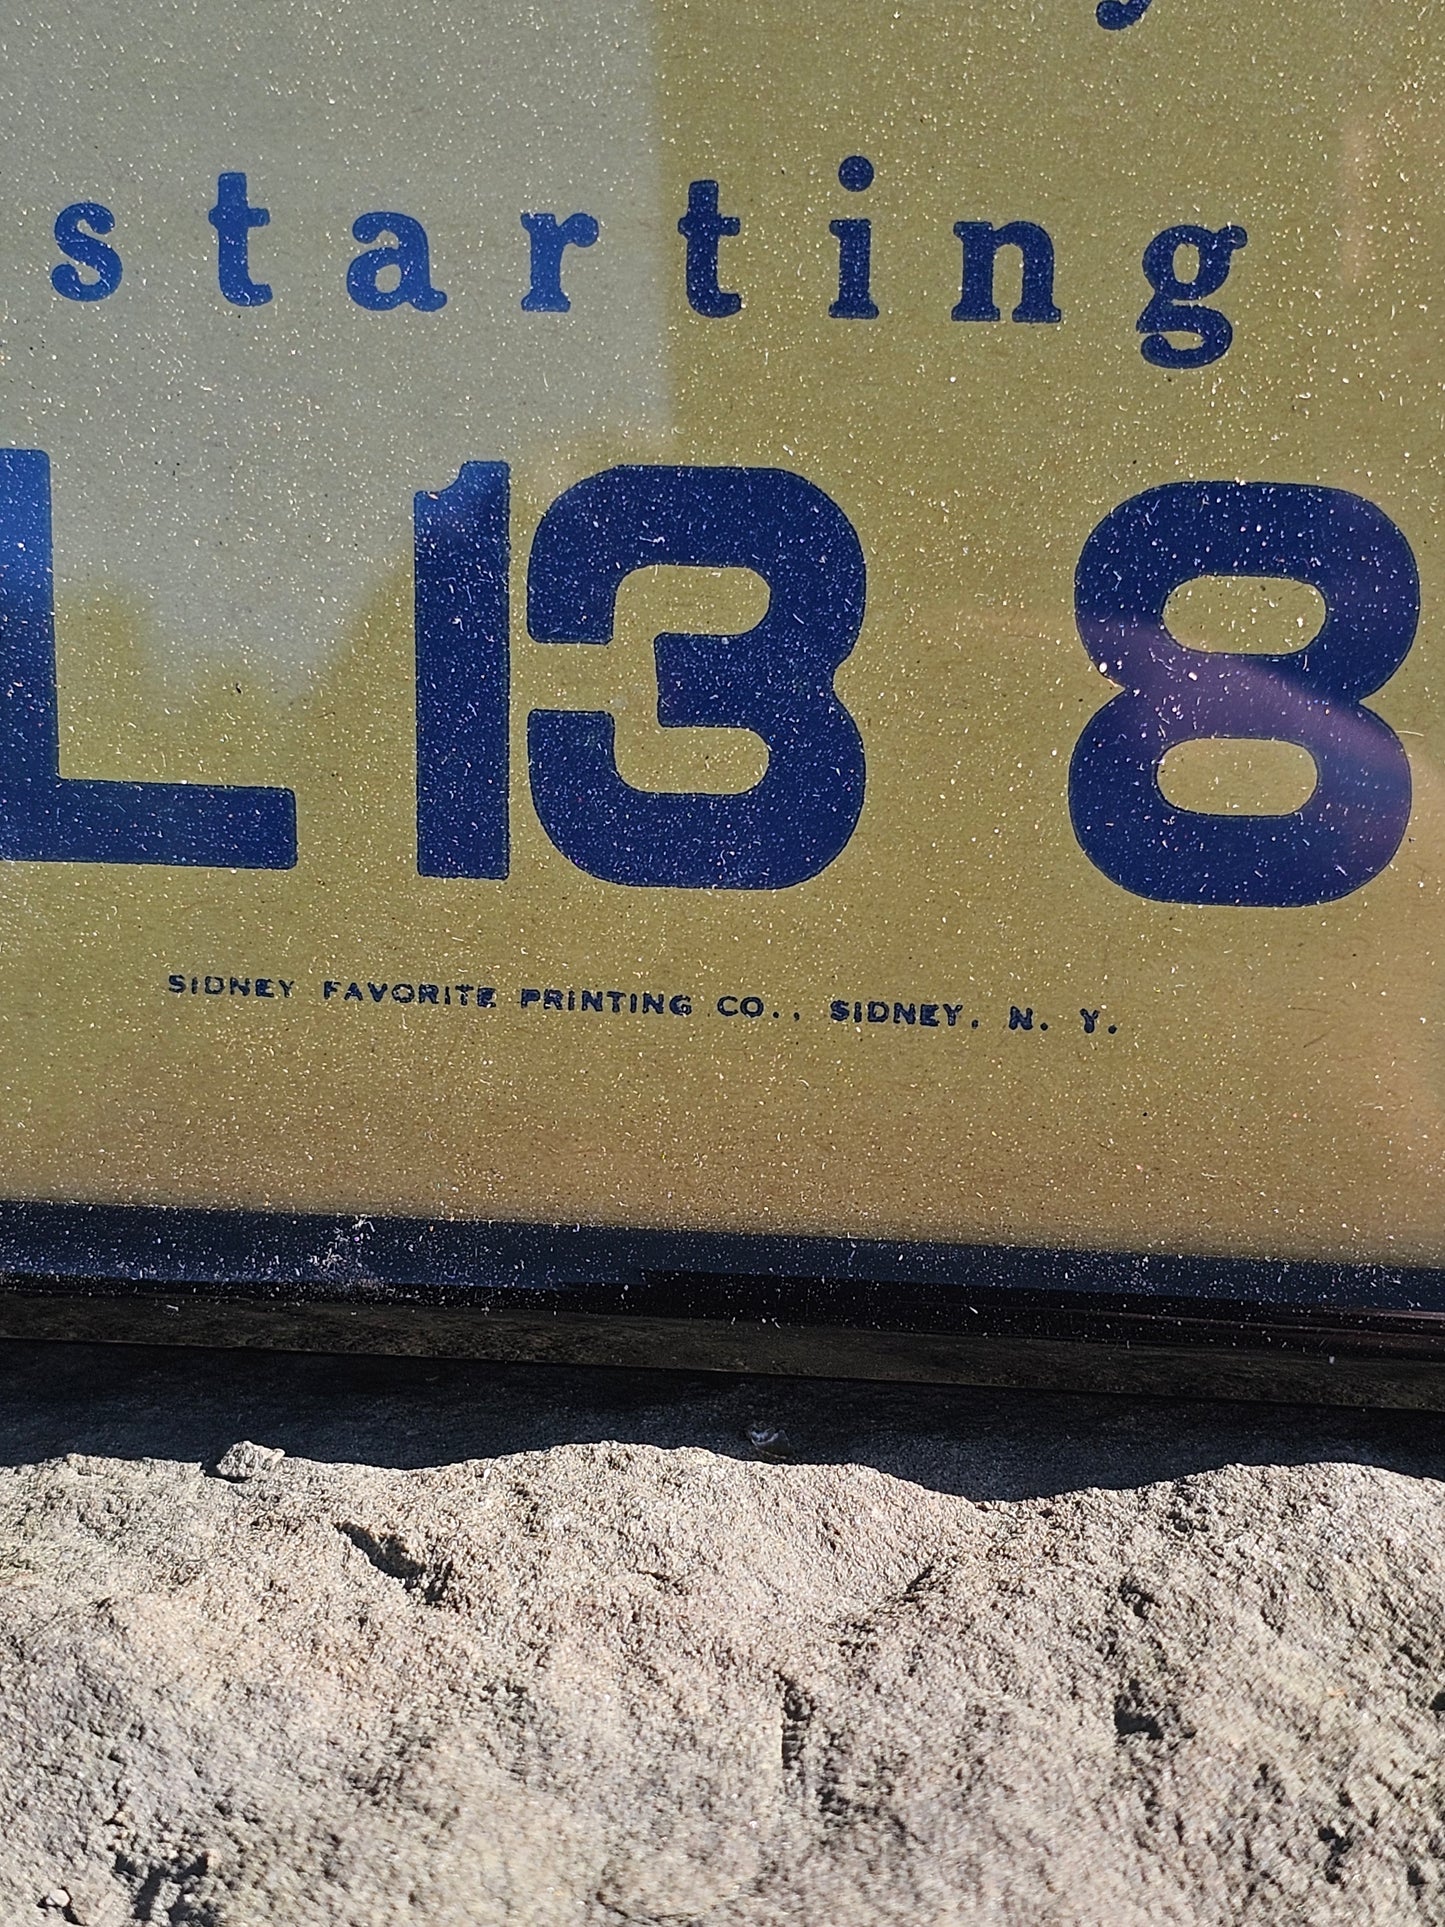 starting
L 13 8
SIDNEY FAVORITE PRINTING CO., SIDNEY, N. Y.